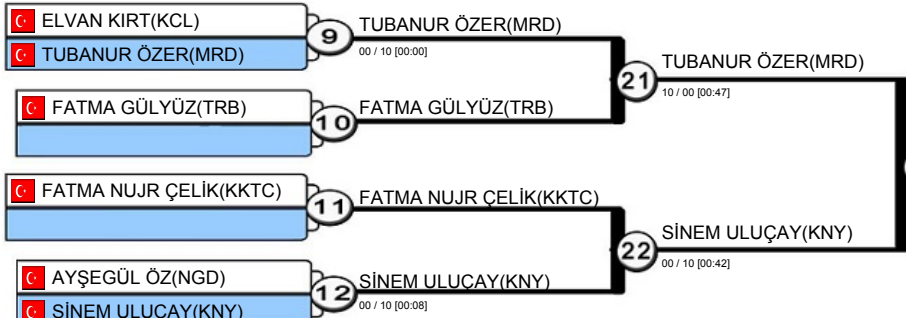 ELVAN KIRT(KCL)
TUBANUR ÖZER(MRD)
9
TUBANUR ÖZER(MRD)
00 / 10 [00:00]
FATMA GÜLYÜZ(TRB)
10
FATMA GÜLYÜZ(TRB)
21
TUBANUR ÖZER(MRD)
10 / 00 [00:47]
FATMA NUJR ÇELİK(KKTC)
11
FATMA NUJR ÇELİK(KKTC)
22
SİNEM ULUÇAY(KNY)
00 / 10 [00:42]
AYŞEGÜL ÖZ(NGD)
SİNEM ULUÇAY(KNY)
12
SİNEM ULUÇAY(KNY)
00 / 10 [00:08]